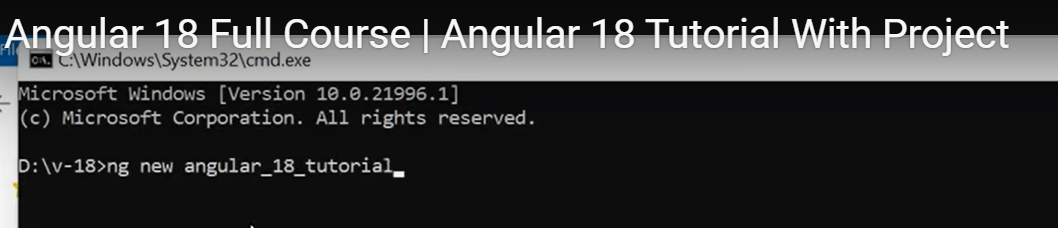 Angular 18 Full Course | Angular 18 Tutorial With Project
C:\Windows\System32\cmd.exe
Microsoft Windows [Version 10.0.21996.1]
(c) Microsoft Corporation. All rights reserved.
D:\v-18>ng new angular_18_tutorial_